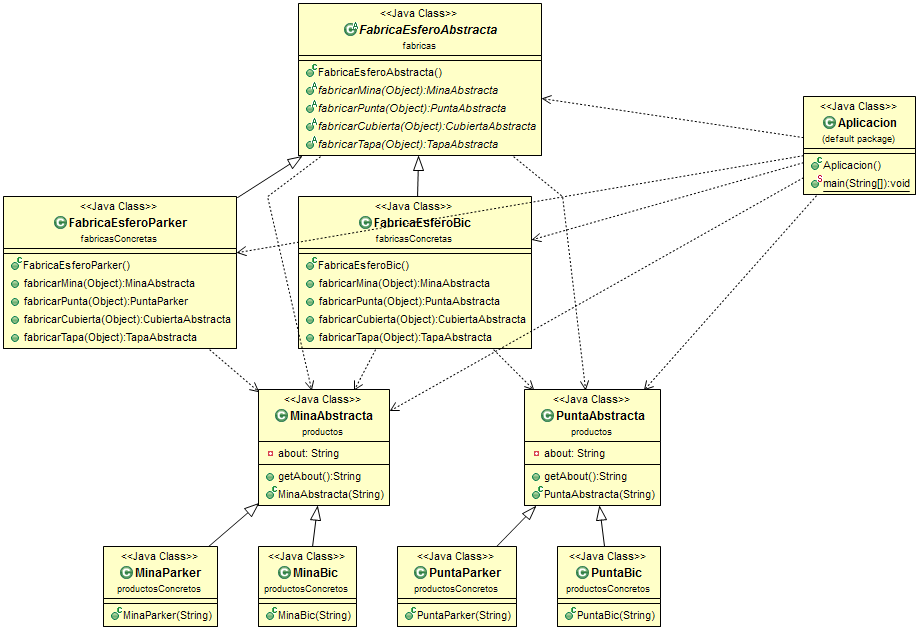 <<Java Class>>
FabricaEsferoAbstracta
fabricas
FabricaEsferoAbstracta()
fabricarMina(Object):MinaAbstracta
fabricarPunta(Object):PuntaAbstracta
fabricarCubierta(Object):CubiertaAbstracta
fabricarTapa(Object):TapaAbstracta
<<Java Class>>
Aplicacion
(default package)
Aplicacion()
main(String[]):void
<<Java Class>>
FabricaEsferoParker
fabricasConcretas
FabricaEsferoParker()
fabricarMina(Object):MinaAbstracta
fabricarPunta(Object):PuntaParker
fabricarCubierta(Object):CubiertaAbstracta
fabricarTapa(Object):TapaAbstracta
<<Java Class>>
FabricaEsferoBic
fabricasConcretas
FabricaEsferoBic()
fabricarMina(Object):MinaAbstracta
fabricarPunta(Object):PuntaAbstracta
fabricarCubierta(Object):CubiertaAbstracta
fabricarTapa(Object):TapaAbstracta
<<Java Class>>
MinaAbstracta
productos
about: String
getAbout():String
MinaAbstracta(String)
<<Java Class>>
PuntaAbstracta
productos
about: String
getAbout():String
PuntaAbstracta(String)
<<Java Class>>
MinaParker
productosConcretos
MinaParker(String)
<<Java Class>>
MinaBic
productosConcretos
MinaBic(String)
<<Java Class>>
PuntaParker
productosConcretos
PuntaParker(String)
<<Java Class>>
PuntaBic
productosConcretos
PuntaBic(String)